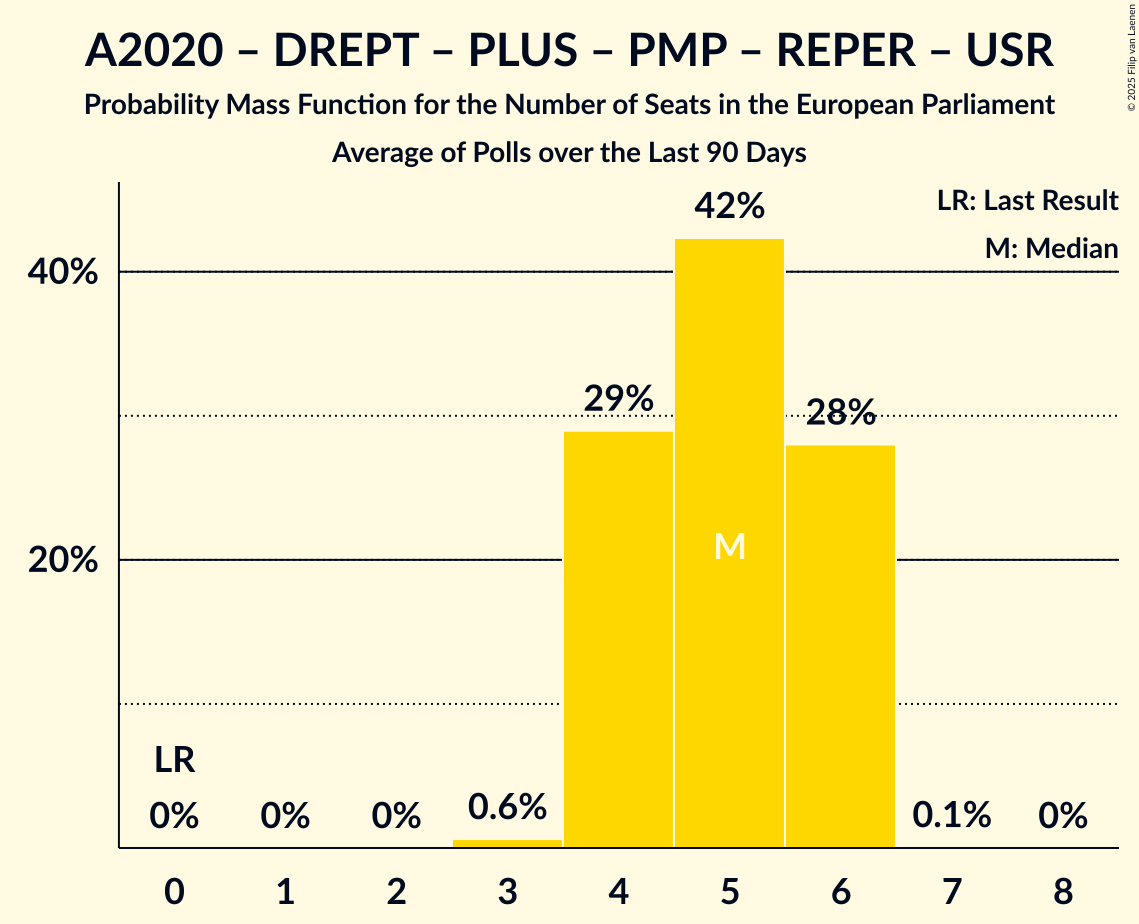 A2020 – DREPT – PLUS – PMP – REPER – USR
Probability Mass Function for the Number of Seats in the European Parliament
Average of Polls over the Last 90 Days
© 2025 Filip van Laenen
LR: Last Result
M: Median
42%
40%
29%
28%
M
20%
LR
0%
0%
0%
0.6%
0.1%
0%
0 1 2 3 4 5 6 7 8